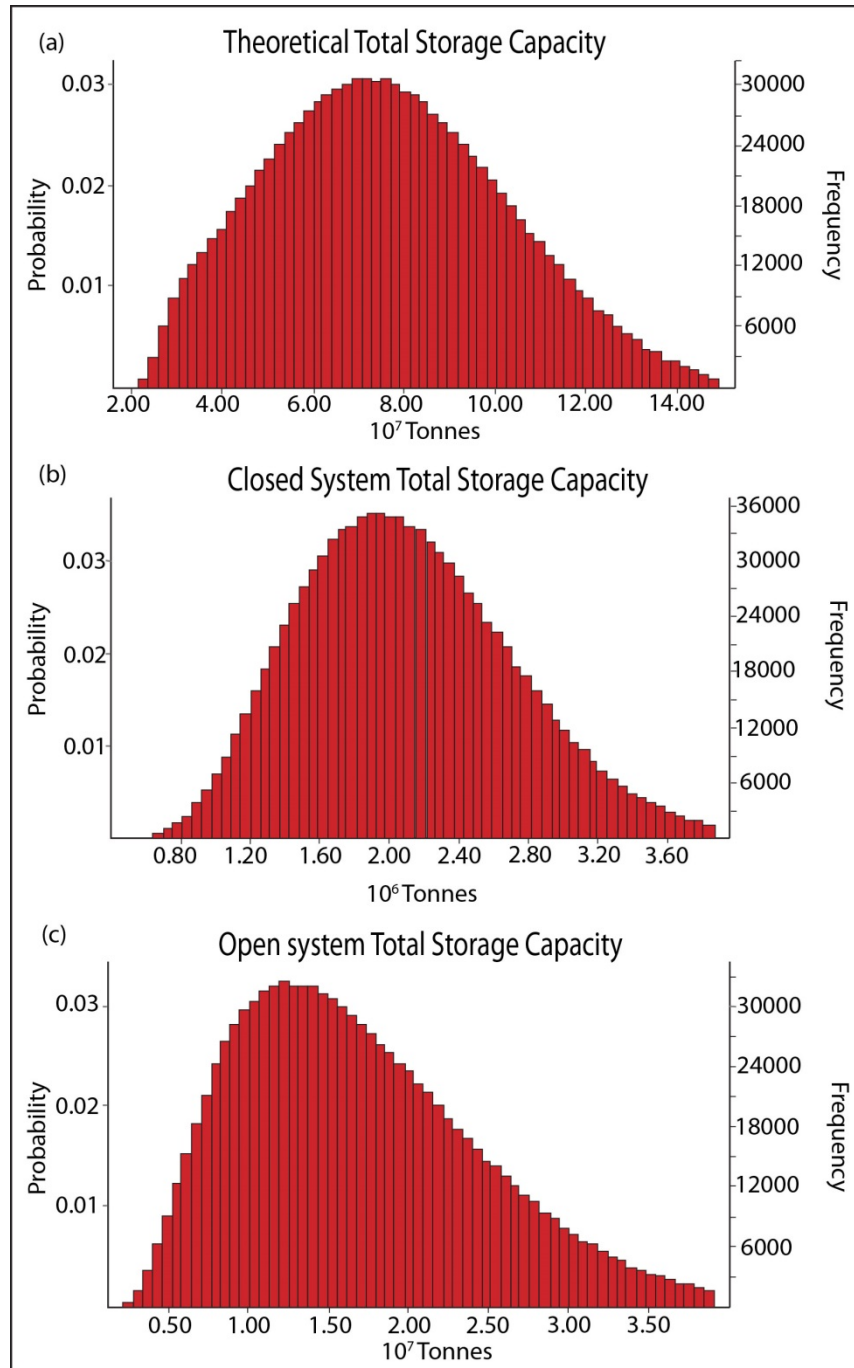 (a)
Theoretical Total Storage Capacity
0.03
0.02
0.01
Probability
30000
24000
18000
12000
6000
Frequency
2.00 4.00 6.00 8.00 10.00 12.00 14.00
10⁷ Tonnes
(b)
Closed System Total Storage Capacity
0.03
0.02
0.01
Probability
36000
30000
24000
18000
12000
6000
Frequency
0.80 1.20 1.60 2.00 2.40 2.80 3.20 3.60
10⁶ Tonnes
(c)
Open system Total Storage Capacity
0.03
0.02
0.01
Probability
30000
24000
18000
12000
6000
Frequency
0.50 1.00 1.50 2.00 2.50 3.00 3.50
10⁷ Tonnes